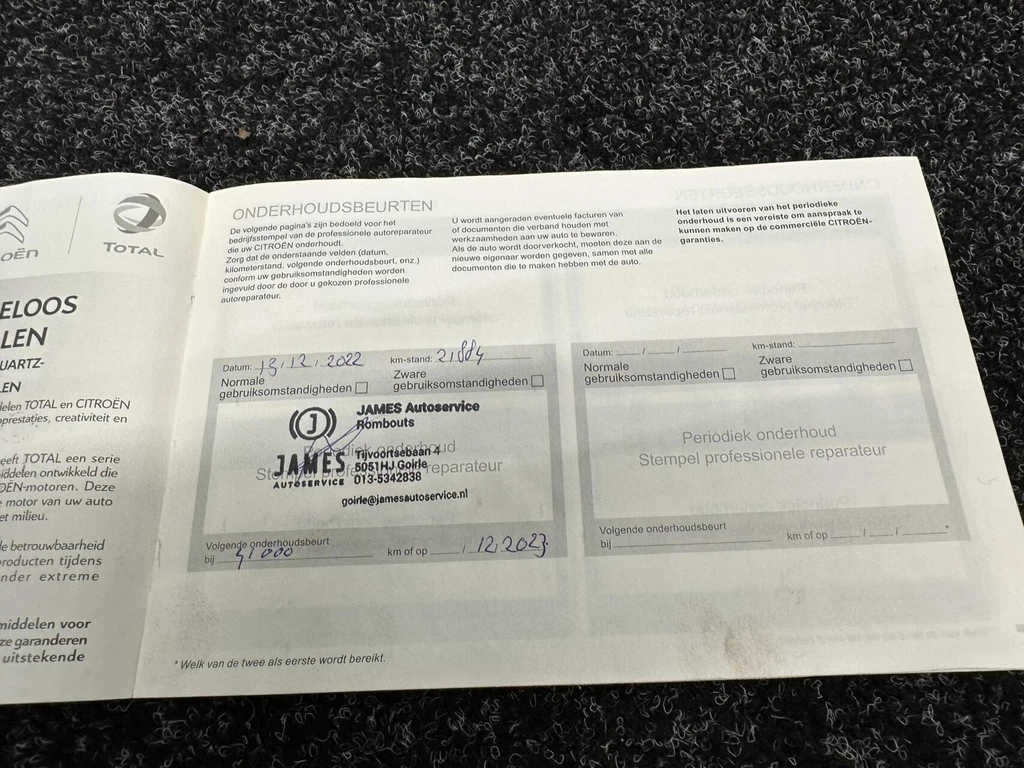 OËN
TOTAL
ELOOS
LEN
UARTZ-
LEN
delen TOTAL en CITROËN
prestaties, creativiteit en
eeft TOTAL een serie
iddelen ontwikkeld die
OËN-motoren. Deze
e motor van uw auto
et milieu.
le betrouwbaarheid
producten tijdens
nder extreme
middelen voor
ze garanderen
uitstekende
ONDERHOUDSBEURTEN
De volgende pagina's zijn bedoeld voor het
bedrijfsstempel van de professionele autoreparateur
die uw CITROËN onderhoudt.
Zorg dat de onderstaande velden (datum,
kilometerstand, volgende onderhoudsbeurt, enz.)
conform uw gebruiksomstandigheden worden
ingevuld door de door u gekozen professionele
autoreparateur.
U wordt aangeraden eventuele facturen van
of documenten die verband houden met
werkzaamheden aan uw auto te bewaren.
Als de auto wordt doorverkocht, moeten deze aan de
nieuwe eigenaar worden gegeven, samen met alle
documenten die te maken hebben met de auto.
Het laten uitvoeren van het periodieke
onderhoud is een vereiste om aanspraak te
kunnen maken op de commerciële CITROËN-
garanties.
Datum: 13, 12, 2022 km-stand: 21884
Normale gebruiksomstandigheden
Zware gebruiksomstandigheden
J
JAMES
AUTOSERVICE
JAMES Autoservice
Rombouts
Tijvoortsebaan 4
5051HJ Goirle
013-5342838
goirle@jamesautoservice.nl
diek onderhoud
Stempel professionele reparateur
Volgende onderhoudsbeurt
bij 41000 km of op / 12, 2023
Datum: / / km-stand:
Normale gebruiksomstandigheden
Zware gebruiksomstandigheden
Periodiek onderhoud
Stempel professionele reparateur
Volgende onderhoudsbeurt
bij km of op / / *
* Welk van de twee als eerste wordt bereikt.